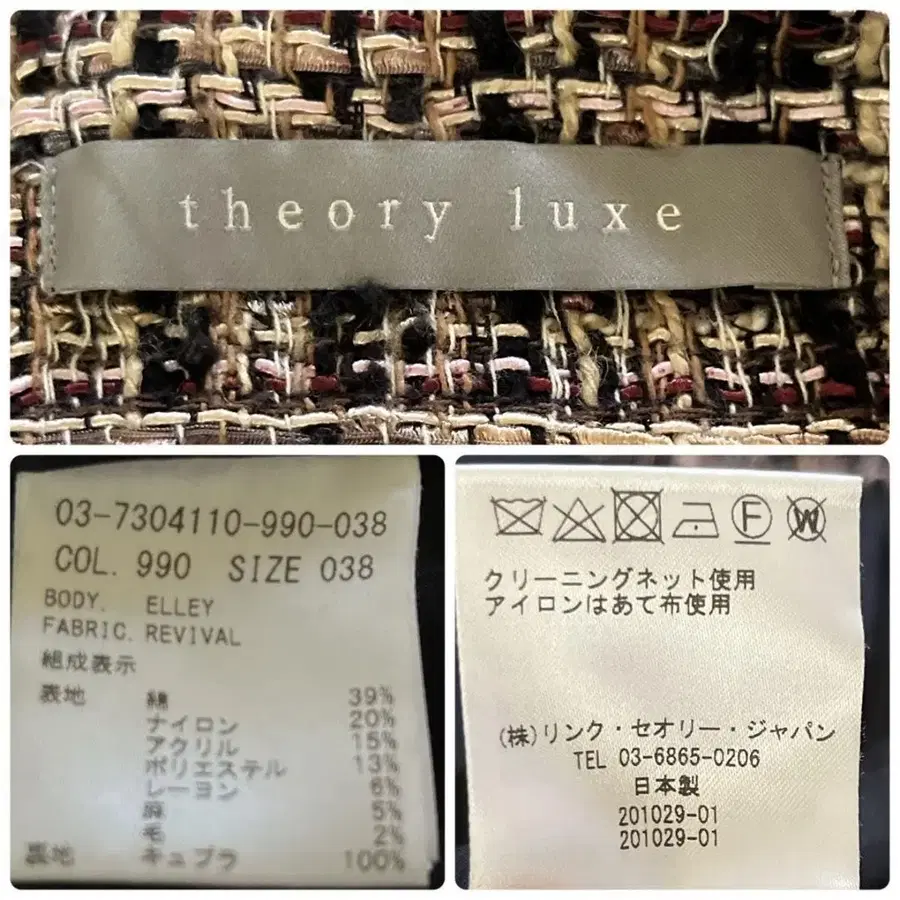 theory luxe
03-7304110-990-038
COL. 990 SIZE 038
BODY. ELLEY
FABRIC. REVIVAL
組成表示
表地 綿 39%
ナイロン 20%
アクリル 15%
ポリエステル 13%
レーヨン 6%
麻 5%
毛 2%
裏地 キュプラ 100%
F W
クリーニングネット使用
アイロンはあて布使用
(株)リンク・セオリー・ジャパン
TEL 03-6865-0206
日本製
201029-01
201029-01